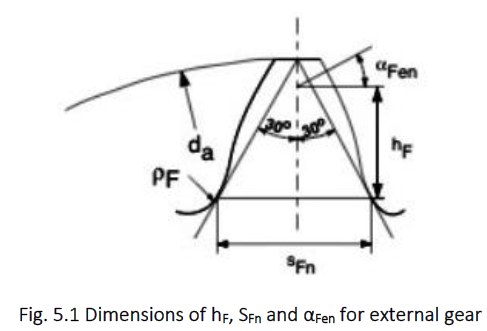 αFen
30° 30°
da
hF
ρF
sFn
Fig. 5.1 Dimensions of hF, SFn and αFen for external gear